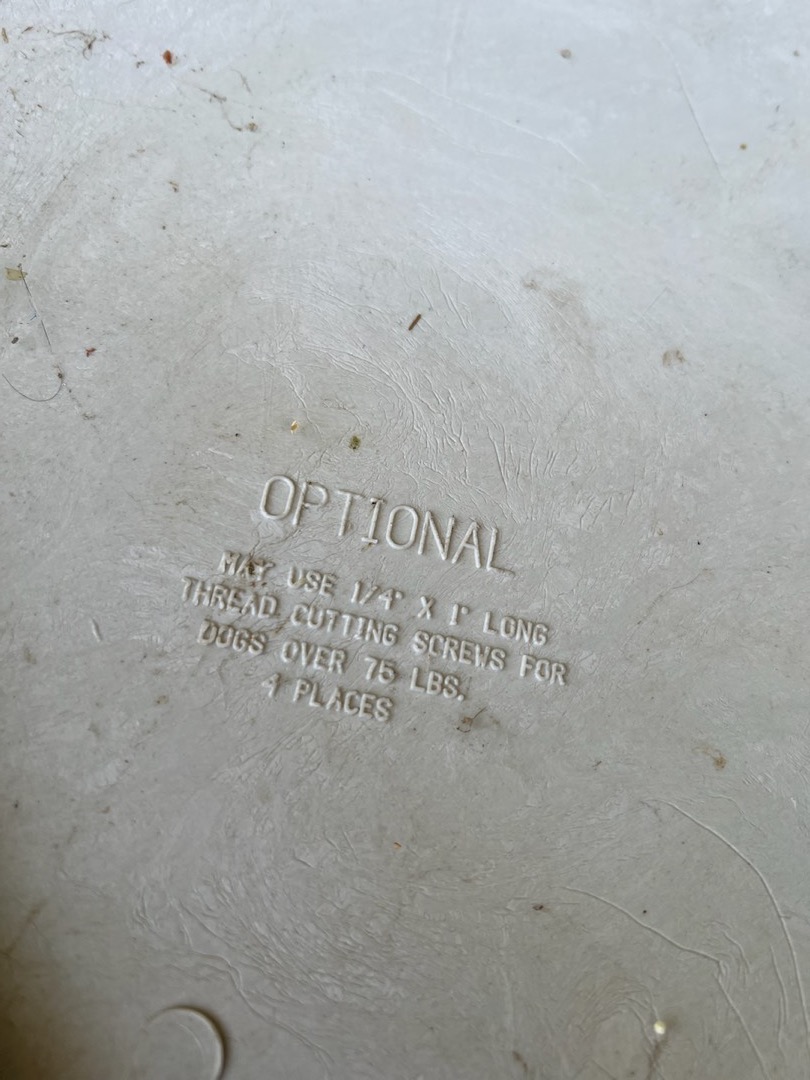 OPTIONAL
MAY USE 1/4" X 1" LONG
THREAD CUTTING SCREWS FOR
DOGS OVER 75 LBS.
4 PLACES